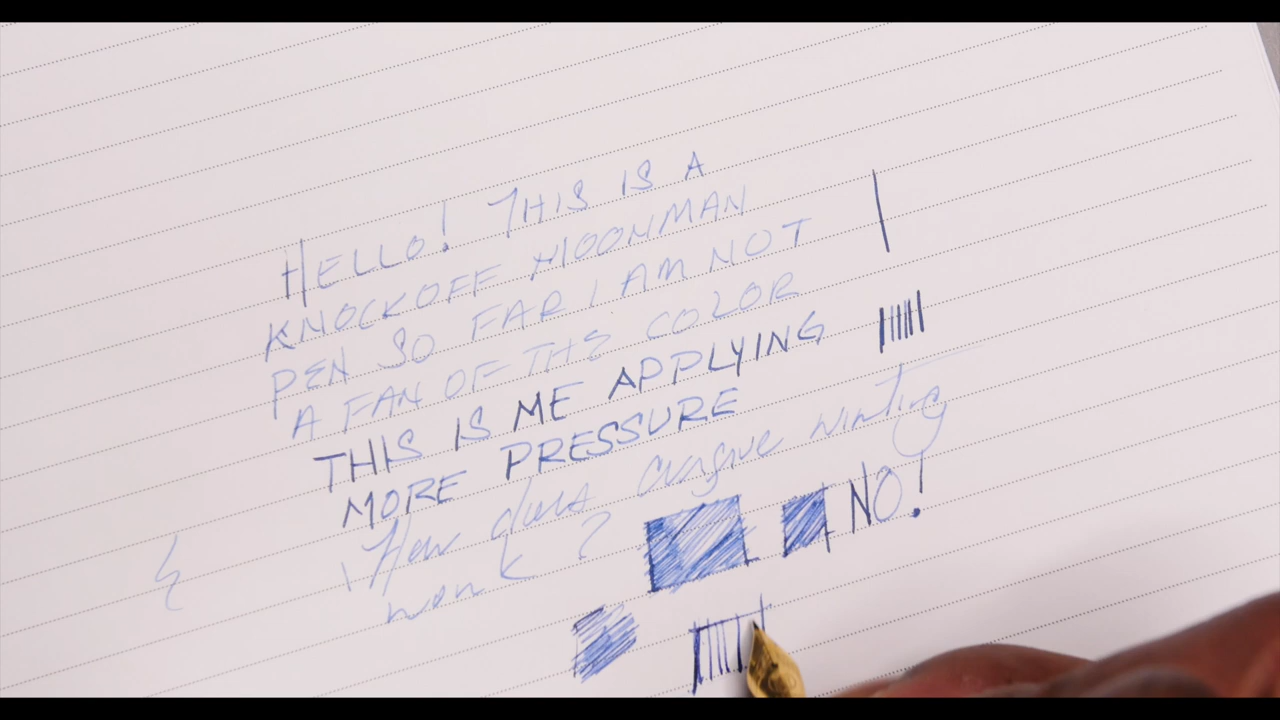 HELLO! THIS IS A
KNOCKOFF MOONMAN
PEN SO FAR I AM NOT
A FAN OF THE COLOR
THIS IS ME APPLYING
MORE PRESSURE
How does cursive writing
work?
NO!